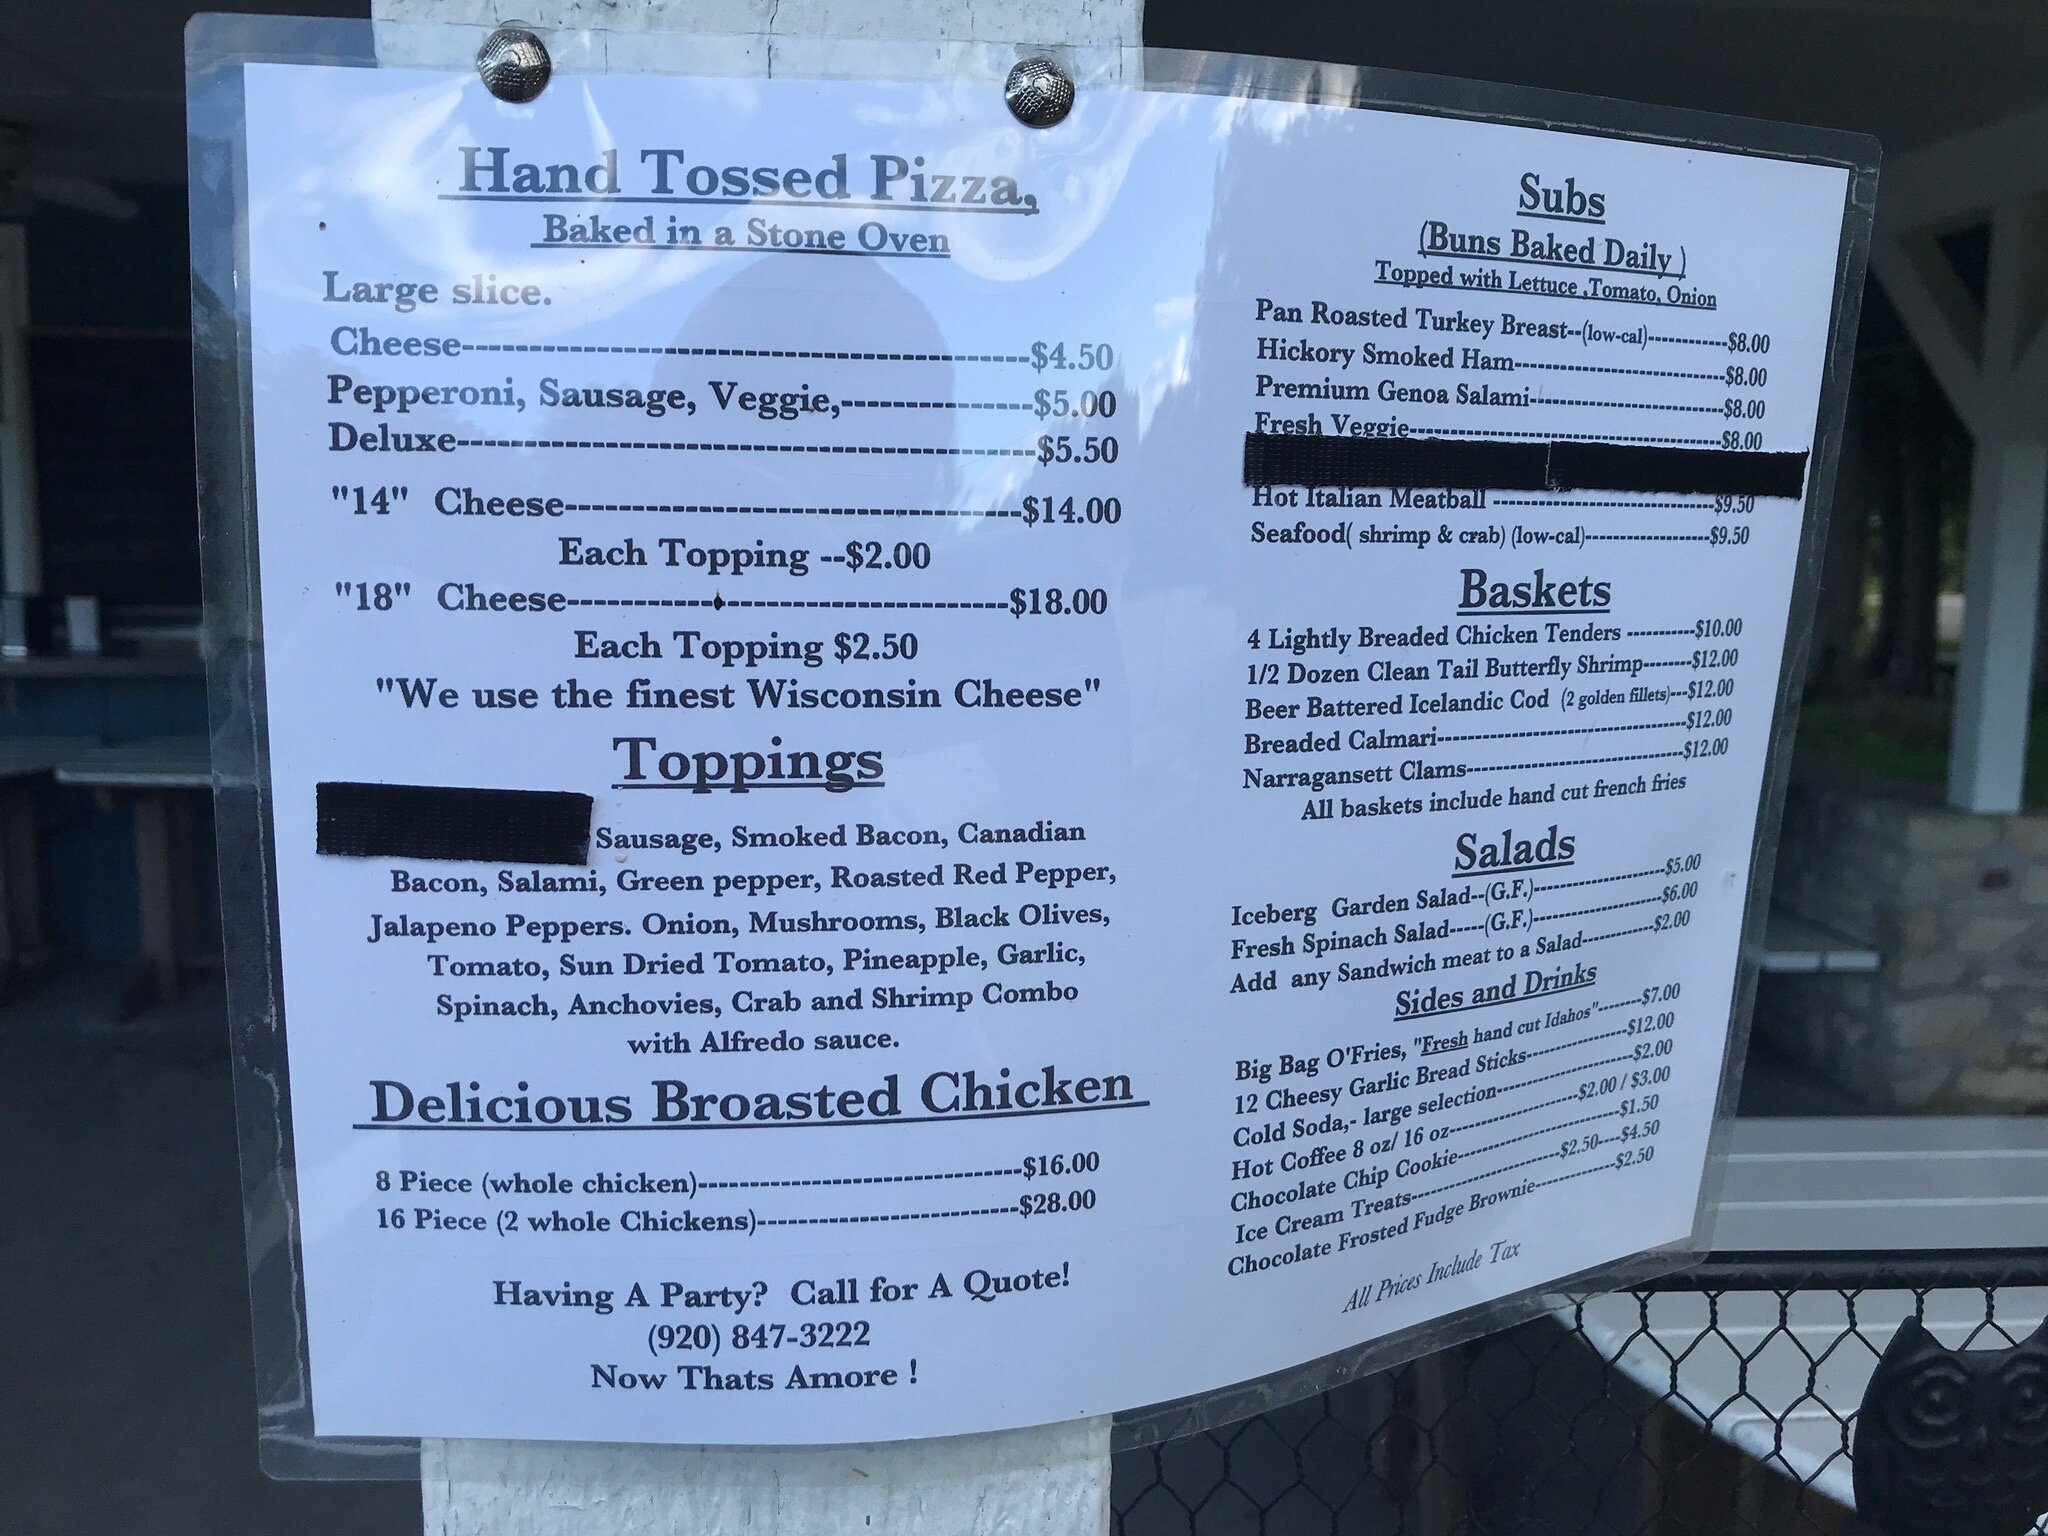 Hand Tossed Pizza,
Baked in a Stone Oven
Large slice.
Cheese------------------------------------------$4.50
Pepperoni, Sausage, Veggie,--------------$5.00
Deluxe-------------------------------------------$5.50
"14" Cheese----------------------------------$14.00
Each Topping --$2.00
"18" Cheese---------------------------------$18.00
Each Topping $2.50
"We use the finest Wisconsin Cheese"
Toppings
Sausage, Smoked Bacon, Canadian
Bacon, Salami, Green pepper, Roasted Red Pepper,
Jalapeno Peppers. Onion, Mushrooms, Black Olives,
Tomato, Sun Dried Tomato, Pineapple, Garlic,
Spinach, Anchovies, Crab and Shrimp Combo
with Alfredo sauce.
Delicious Broasted Chicken
8 Piece (whole chicken)--------------------------------$16.00
16 Piece (2 whole Chickens)--------------------------$28.00
Having A Party? Call for A Quote!
(920) 847-3222
Now Thats Amore !
Subs
(Buns Baked Daily )
Topped with Lettuce ,Tomato, Onion
Pan Roasted Turkey Breast--(low-cal)------------$8.00
Hickory Smoked Ham--------------------------------$8.00
Premium Genoa Salami-----------------------------$8.00
Fresh Veggie-----------------------------------------------$8.00
Hot Italian Meatball ---------------------------------$9.50
Seafood( shrimp & crab) (low-cal)-------------------$9.50
Baskets
4 Lightly Breaded Chicken Tenders -----------$10.00
1/2 Dozen Clean Tail Butterfly Shrimp--------$12.00
Beer Battered Icelandic Cod (2 golden fillets)---$12.00
Breaded Calmari--------------------------------------$12.00
Narragansett Clams---------------------------------$12.00
All baskets include hand cut french fries
Salads
Iceberg Garden Salad--(G.F.)----------------------$5.00
Fresh Spinach Salad-----(G.F.)---------------------$6.00
Add any Sandwich meat to a Salad------------$2.00
Sides and Drinks
Big Bag O'Fries, "Fresh hand cut Idahos"-------$7.00
12 Cheesy Garlic Bread Sticks-----------------$12.00
Cold Soda,- large selection-----------------------$2.00
Hot Coffee 8 oz/ 16 oz--------------------$2.00 / $3.00
Chocolate Chip Cookie---------------------------$1.50
Ice Cream Treats-------------------------$2.50----$4.50
Chocolate Frosted Fudge Brownie-------------$2.50
All Prices Include Tax